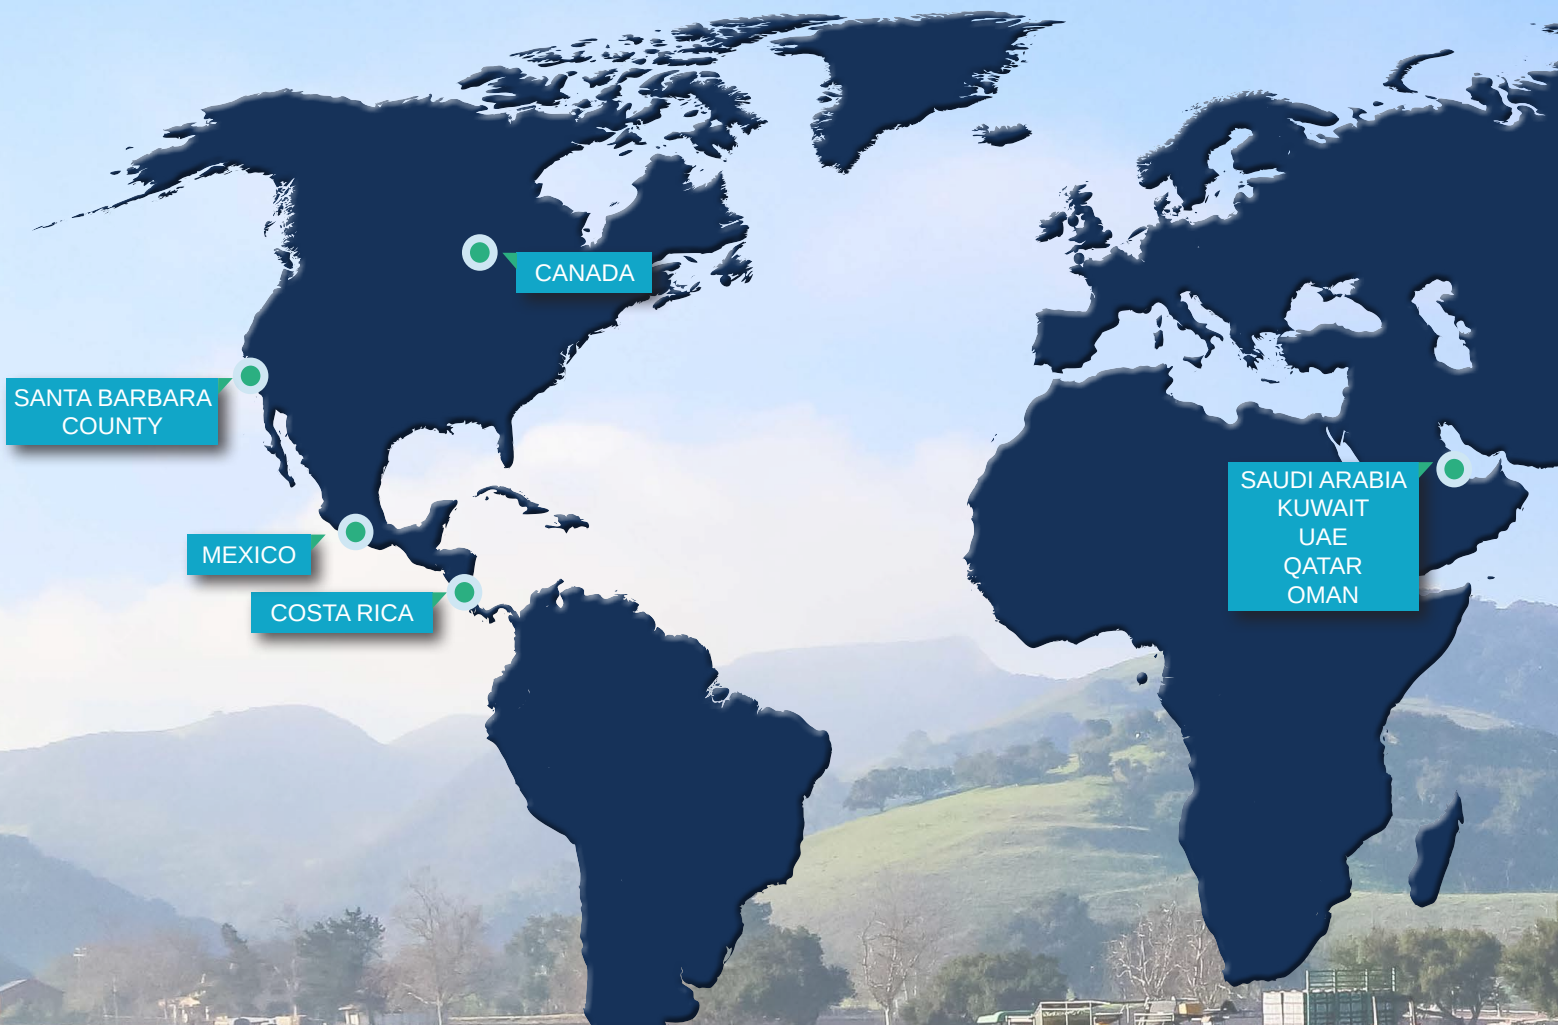 CANADA
SANTA BARBARA
COUNTY
SAUDI ARABIA
KUWAIT
UAE
QATAR
OMAN
MEXICO
COSTA RICA